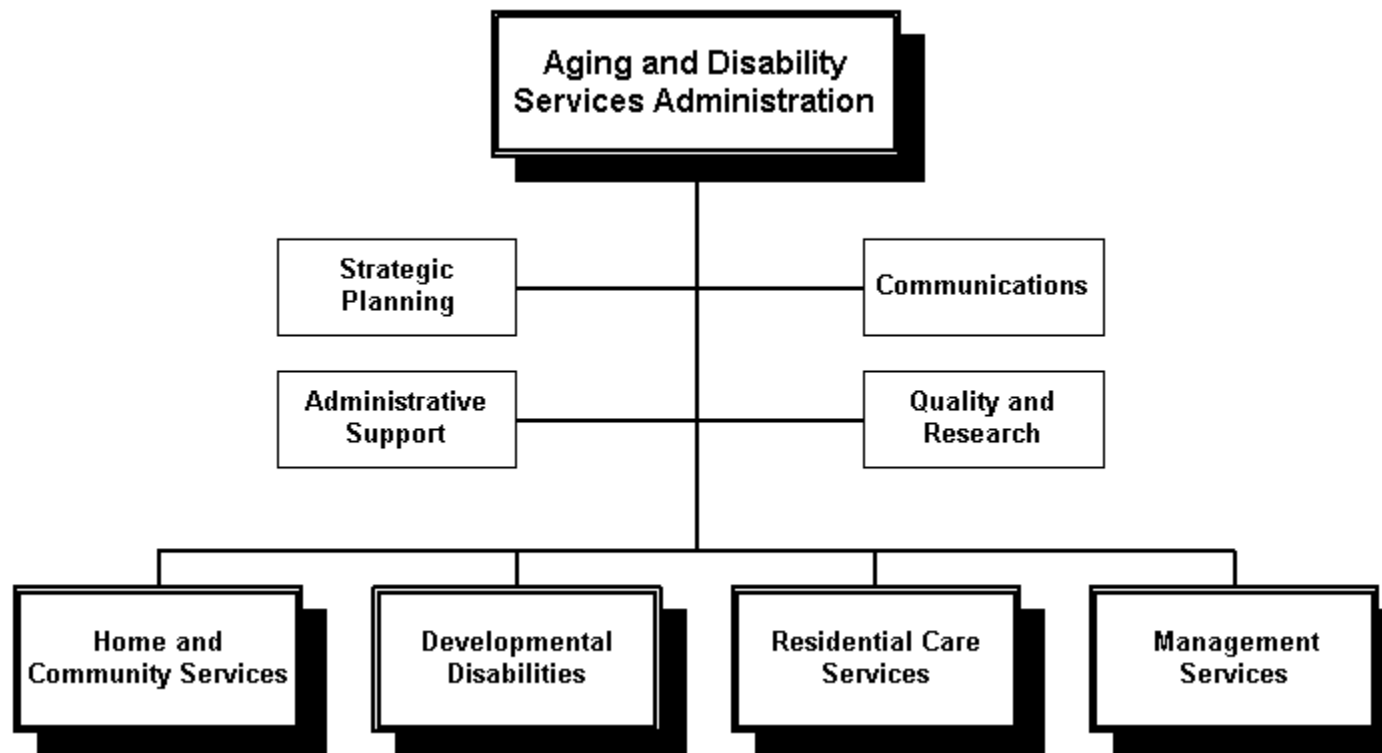 Aging and Disability
Services Administration
Strategic
Planning
Communications
Administrative
Support
Quality and
Research
Home and
Community Services
Developmental
Disabilities
Residential Care
Services
Management
Services